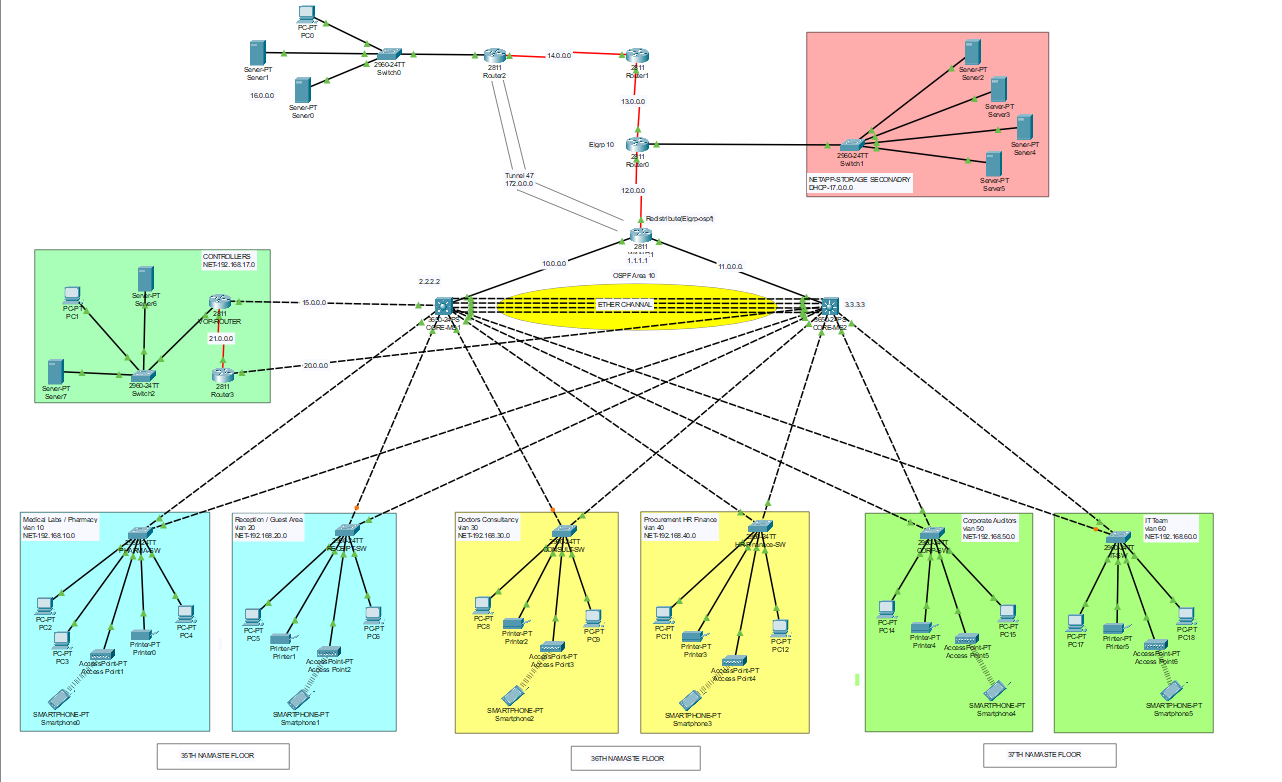 PC-PT
PC0
Server-PT
Server1
2960-24TT
Switch0
16.0.0.0
Server-PT
Server0
2811
Router2
14.0.0.0
2811
Router1
13.0.0.0
Eigrp 10
2811
Router0
12.0.0.0
Tunnel 47
172.0.0.0
Redistribute(Eigrp-ospf)
2811
1.1.1.1
Server-PT
Server2
Server-PT
Server3
Server-PT
Server4
Server-PT
Server5
2960-24TT
Switch1
NETAPP-STORAGE SECONADRY
DHCP-17.0.0.0
10.0.0.0
11.0.0.0
OSPF Area 10
ETHER CHANNEL
2.2.2.2
3.3.3.3
CORE-MS1
CORE-MS2
CONTROLLERS
NET-192.168.17.0
PC-PT
PC1
Server-PT
Server6
2811
VOIP-ROUTER
15.0.0.0
21.0.0.0
20.0.0.0
Server-PT
Server7
2960-24TT
Switch2
2811
Router3
Medical Labs / Pharmacy
vlan 10
NET-192.168.10.0
2960-24TT
PHARMA-SW
PC-PT
PC2
PC-PT
PC3
AccessPoint-PT
Access Point1
Printer-PT
Printer0
PC-PT
PC4
SMARTPHONE-PT
Smartphone0
Reception / Guest Area
vlan 20
NET-192.168.20.0
2960-24TT
RECEPT-SW
PC-PT
PC5
Printer-PT
Printer1
AccessPoint-PT
Access Point2
PC-PT
PC6
SMARTPHONE-PT
Smartphone1
Doctors Consultancy
vlan 30
NET-192.168.30.0
2960-24TT
CONSULT-SW
PC-PT
PC8
Printer-PT
Printer2
AccessPoint-PT
Access Point3
PC-PT
PC9
SMARTPHONE-PT
Smartphone2
Procurement HR Finance
vlan 40
NET-192.168.40.0
2960-24TT
HR-Finance-SW
PC-PT
PC11
Printer-PT
Printer3
AccessPoint-PT
Access Point4
PC-PT
PC12
SMARTPHONE-PT
Smartphone3
Corporate Auditors
vlan 50
NET-192.168.50.0
2960-24TT
CORP-SW
PC-PT
PC14
Printer-PT
Printer4
AccessPoint-PT
Access Point5
PC-PT
PC15
SMARTPHONE-PT
Smartphone4
IT Team
vlan 60
NET-192.168.60.0
2960-24TT
IT-SW
PC-PT
PC17
Printer-PT
Printer5
AccessPoint-PT
Access Point6
PC-PT
PC18
SMARTPHONE-PT
Smartphone5
35TH NAMASTE FLOOR
36TH NAMASTE FLOOR
37TH NAMASTE FLOOR